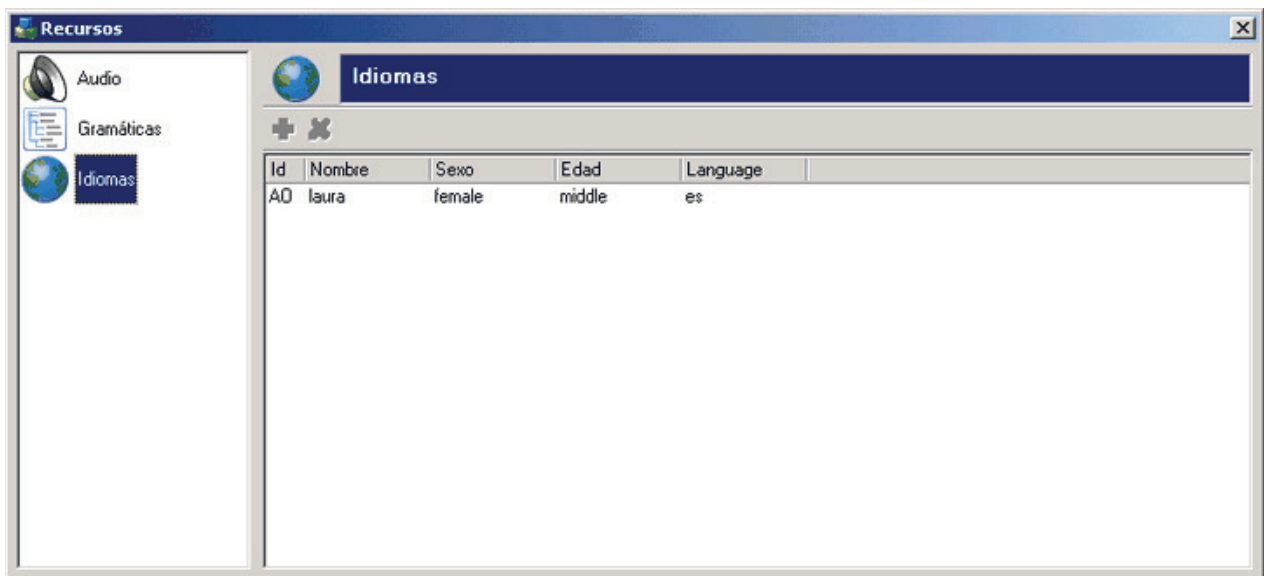 Recursos
Audio
Gramáticas
Idiomas
Idiomas
Id Nombre Sexo Edad Language
A0 laura female middle es